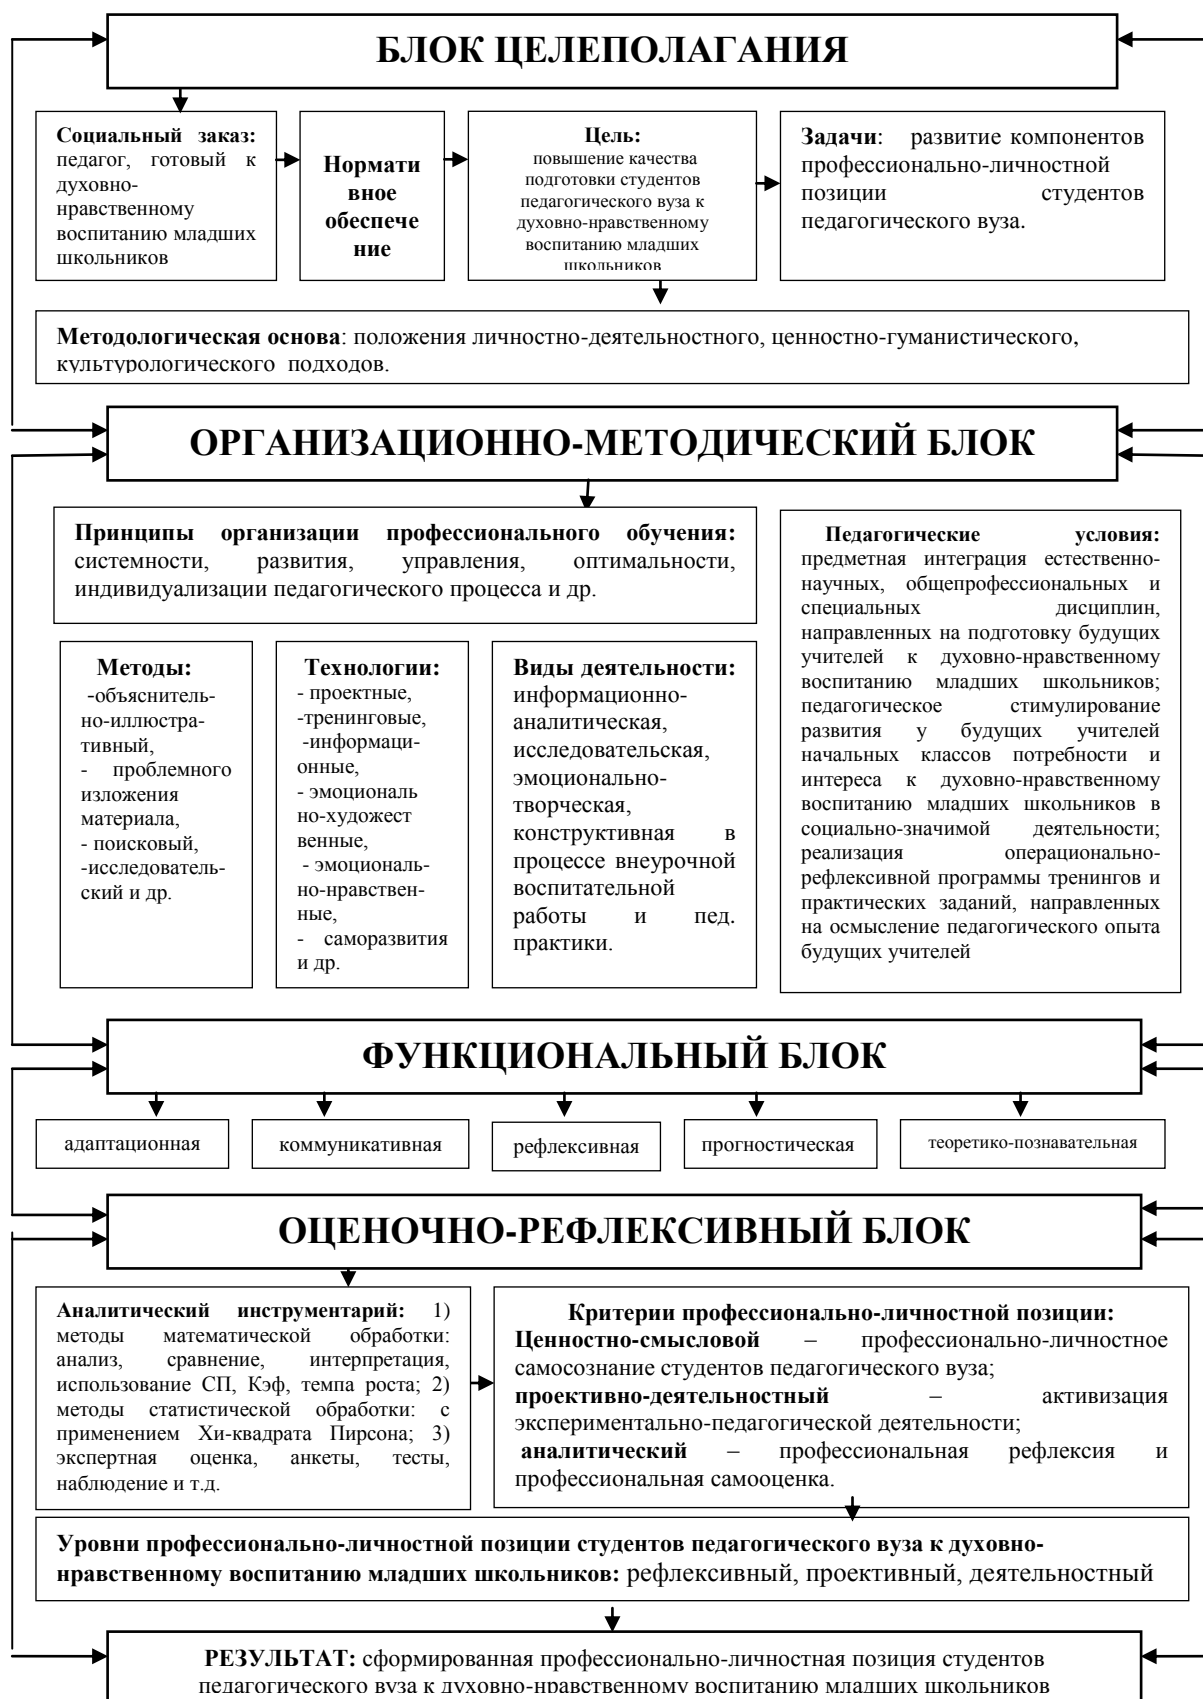 БЛОК ЦЕЛЕПОЛАГАНИЯ
Социальный заказ:
педагог, готовый к
духовно-
нравственному
воспитанию младших
школьников
Нормати
вное
обеспече
ние
Цель:
повышение качества
подготовки студентов
педагогического вуза к
духовно-нравственному
воспитанию младших
школьников
Задачи: развитие компонентов
профессионально-личностной
позиции студентов
педагогического вуза.
Методологическая основа: положения личностно-деятельностного, ценностно-гуманистического,
культурологического подходов.
ОРГАНИЗАЦИОННО-МЕТОДИЧЕСКИЙ БЛОК
Принципы организации профессионального обучения:
системности, развития, управления, оптимальности,
индивидуализации педагогического процесса и др.
Методы:
-объяснитель-
но-иллюстра-
тивный,
- проблемного
изложения
материала,
- поисковый,
-исследователь-
ский и др.
Технологии:
- проектные,
-тренинговые,
-информаци-
онные,
- эмоциональ
но-художест
венные,
- эмоциональ-
но-нравствен-
ные,
- саморазвития
и др.
Виды деятельности:
информационно-
аналитическая,
исследовательская,
эмоционально-
творческая,
конструктивная в
процессе внеурочной
воспитательной
работы и пед.
практики.
Педагогические условия:
предметная интеграция естественно-
научных, общепрофессиональных и
специальных дисциплин,
направленных на подготовку будущих
учителей к духовно-нравственному
воспитанию младших школьников;
педагогическое стимулирование
развития у будущих учителей
начальных классов потребности и
интереса к духовно-нравственному
воспитанию младших школьников в
социально-значимой деятельности;
реализация операционально-
рефлексивной программы тренингов и
практических заданий, направленных
на осмысление педагогического опыта
будущих учителей
ФУНКЦИОНАЛЬНЫЙ БЛОК
адаптационная
коммуникативная
рефлексивная
прогностическая
теоретико-познавательная
ОЦЕНОЧНО-РЕФЛЕКСИВНЫЙ БЛОК
Аналитический инструментарий: 1)
методы математической обработки:
анализ, сравнение, интерпретация,
использование СП, Кэф, темпа роста; 2)
методы статистической обработки: с
применением Хи-квадрата Пирсона; 3)
экспертная оценка, анкеты, тесты,
наблюдение и т.д.
Критерии профессионально-личностной позиции:
Ценностно-смысловой – профессионально-личностное
самосознание студентов педагогического вуза;
проективно-деятельностный – активизация
экспериментально-педагогической деятельности;
аналитический – профессиональная рефлексия и
профессиональная самооценка.
Уровни профессионально-личностной позиции студентов педагогического вуза к духовно-
нравственному воспитанию младших школьников: рефлексивный, проективный, деятельностный
РЕЗУЛЬТАТ: сформированная профессионально-личностная позиция студентов
педагогического вуза к духовно-нравственному воспитанию младших школьников